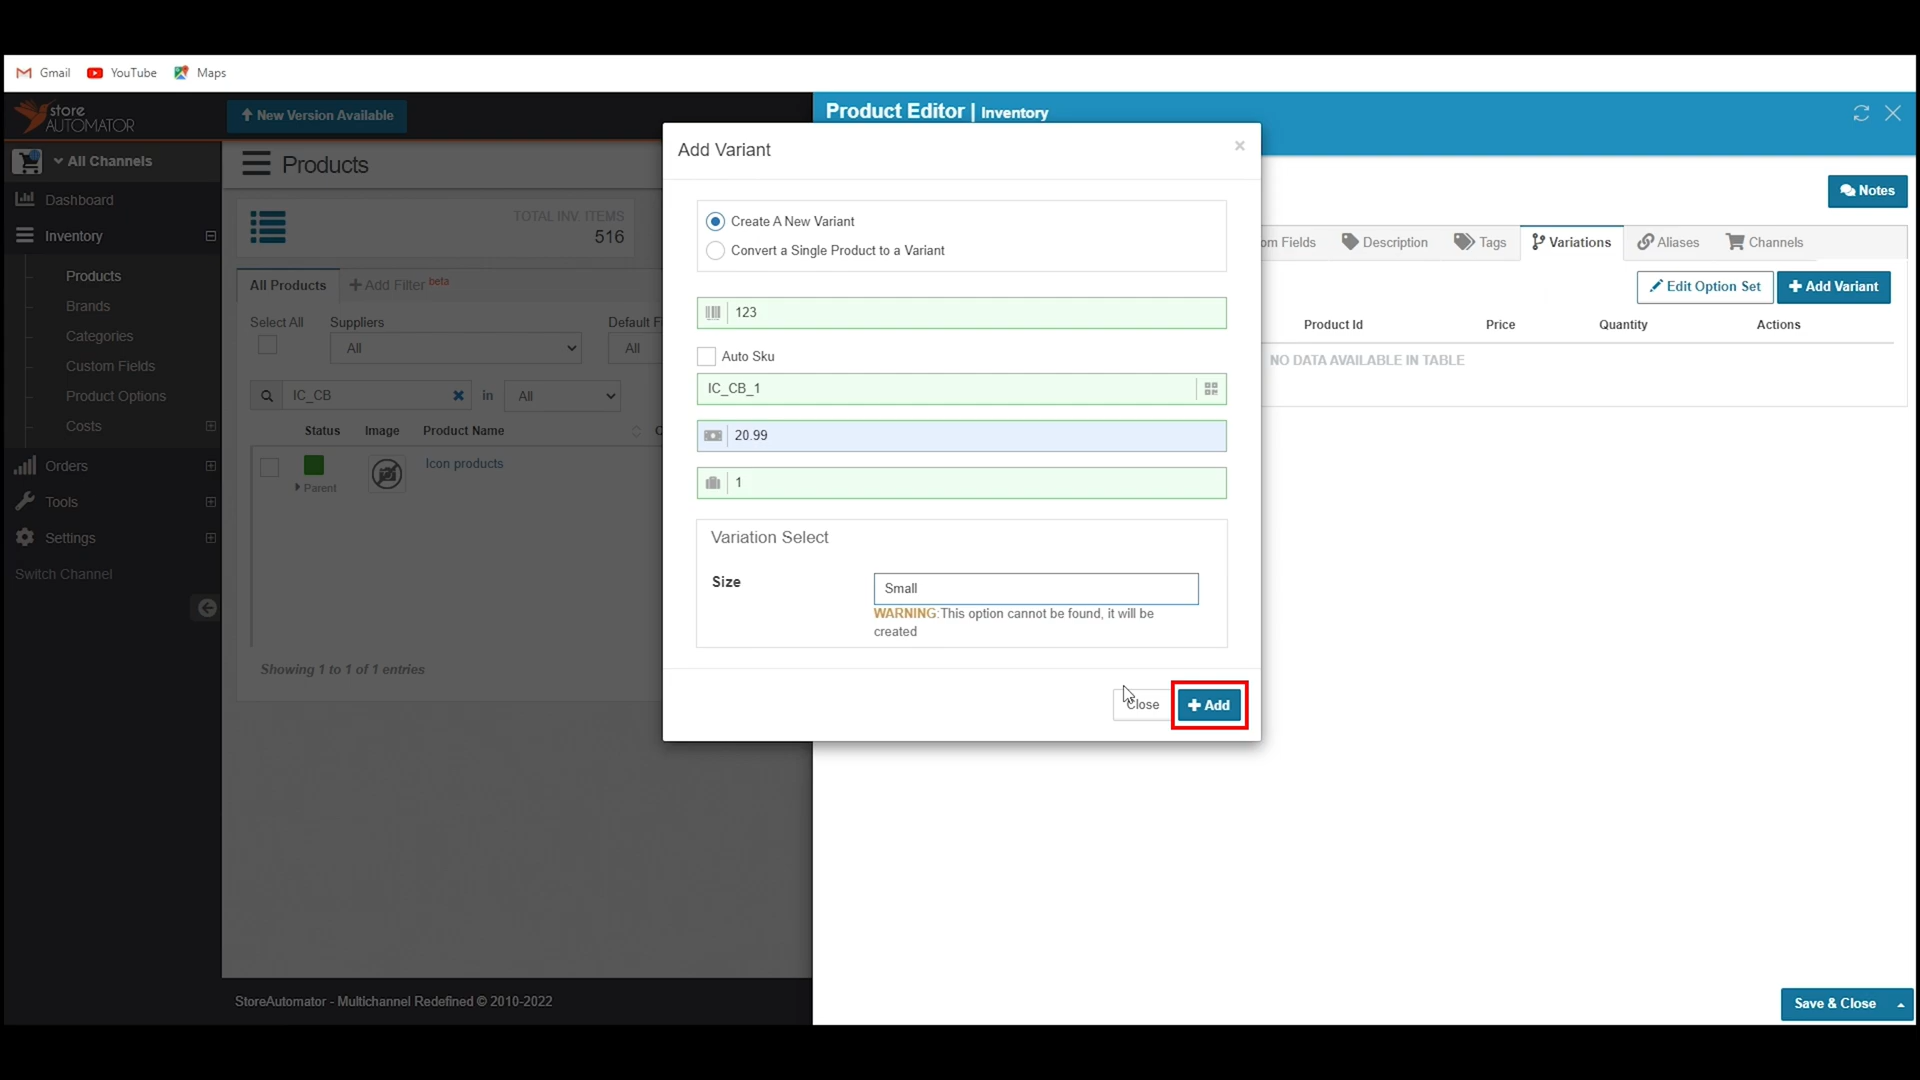 Gmail
YouTube
Maps
store
AUTOMATOR
New Version Available
Product Editor | Inventory
All Channels
Products
Add Variant
×
Dashboard
TOTAL INV. ITEMS
516
Create A New Variant
Convert a Single Product to a Variant
Notes
Inventory
om Fields
Description
Tags
Variations
Aliases
Channels
Products
Brands
Categories
Custom Fields
Product Options
Costs
Orders
Tools
Settings
Switch Channel
All Products
Add Filter beta
Select All
Suppliers
Default F
All
All
IC_CB
in
All
Status
Image
Product Name
C
Parent
Icon products
Showing 1 to 1 of 1 entries
123
Auto Sku
IC_CB_1
20.99
1
Variation Select
Size
Small
WARNING:This option cannot be found, it will be
created
Close
Add
Edit Option Set
Add Variant
Product Id
Price
Quantity
Actions
NO DATA AVAILABLE IN TABLE
StoreAutomator - Multichannel Redefined © 2010-2022
Save & Close